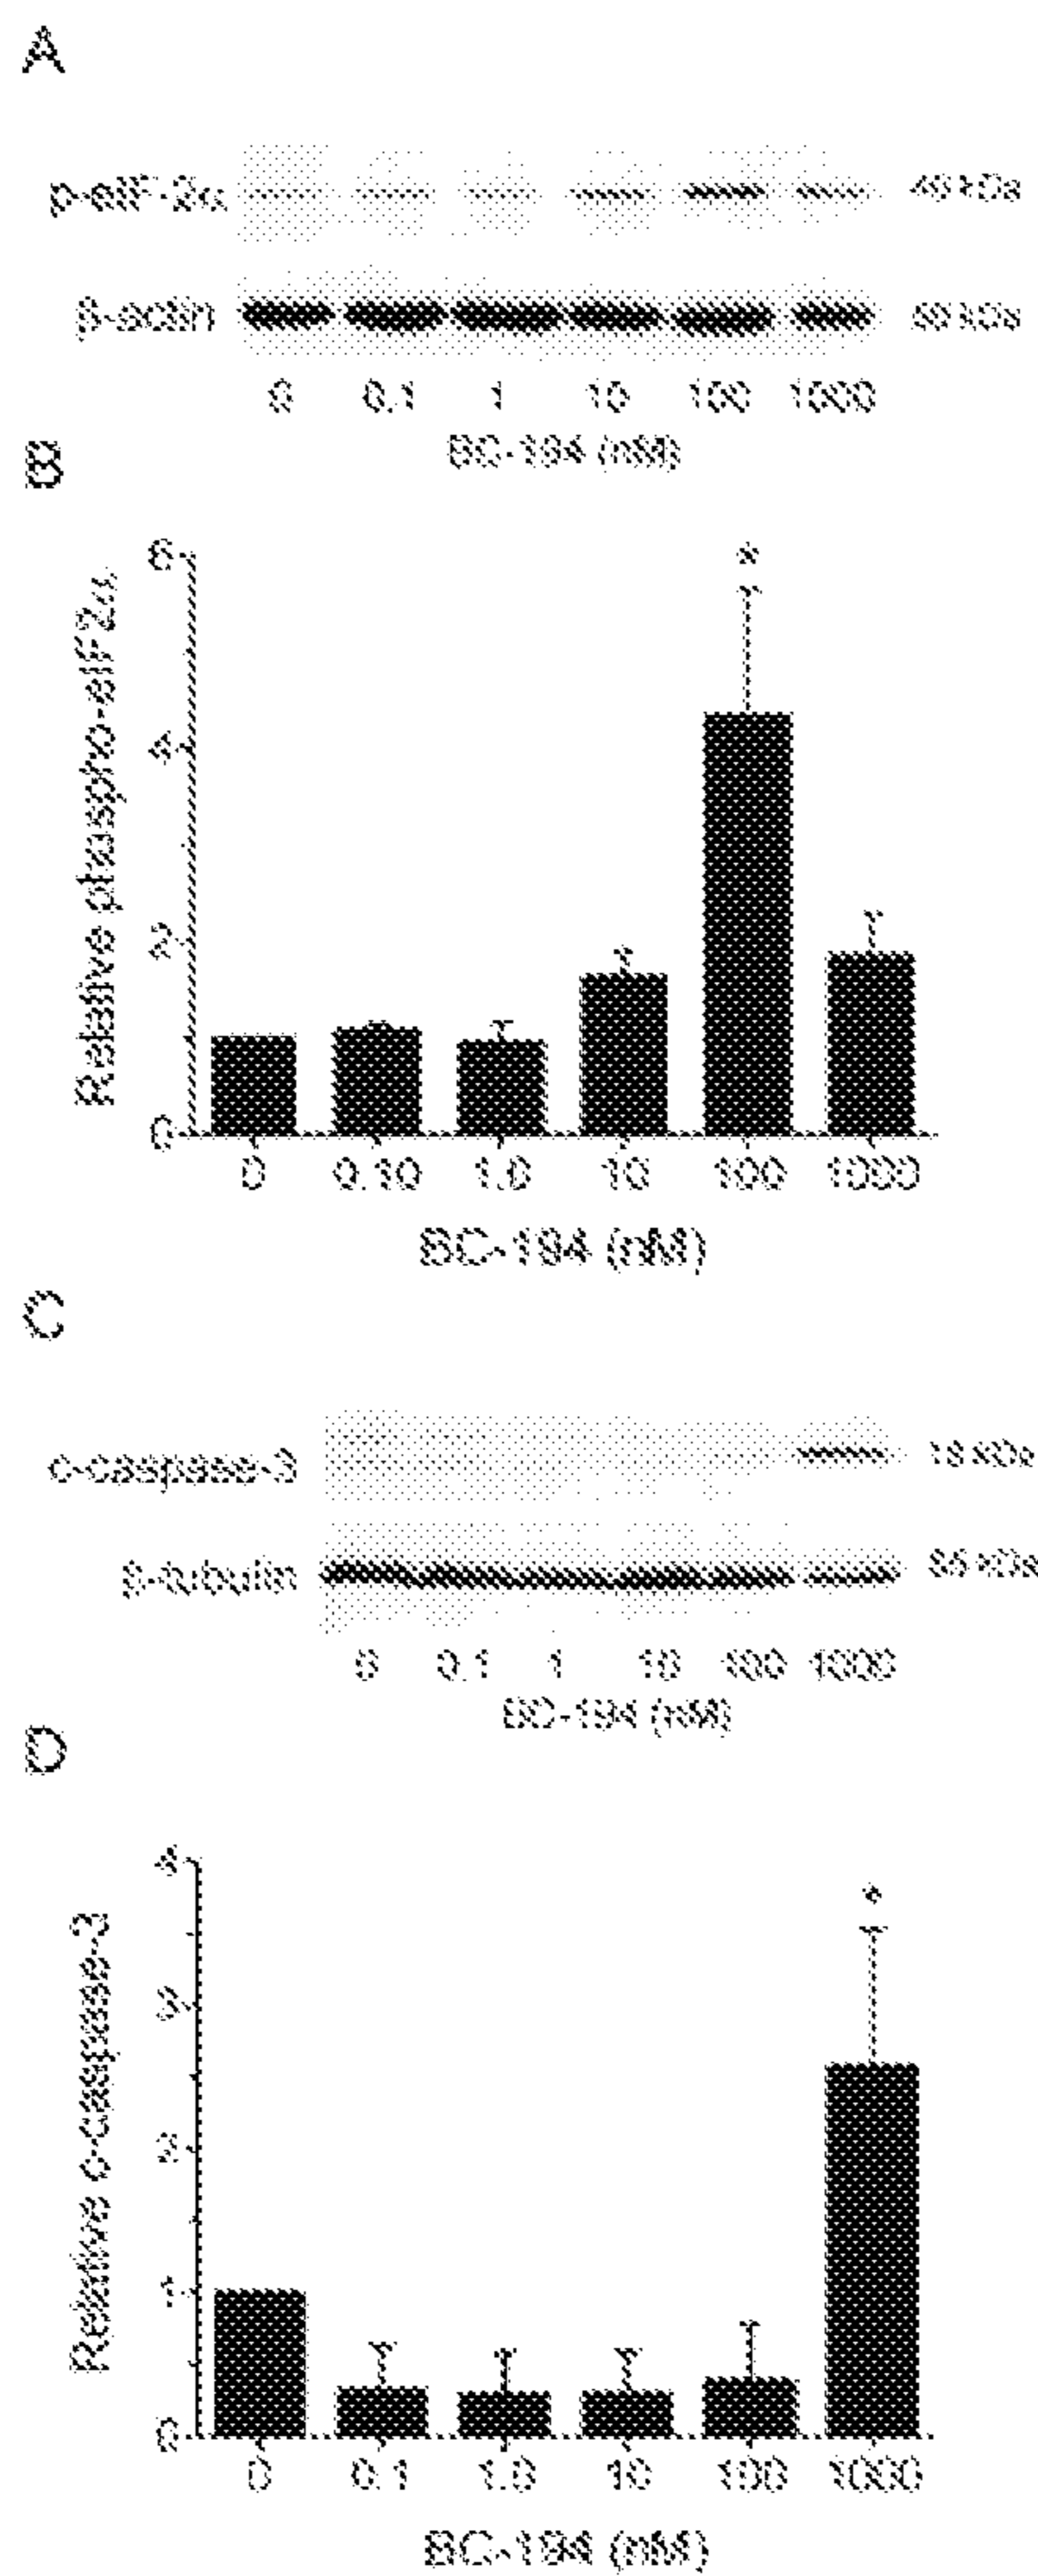 A
p-eIF-2α
β-actin
0 0.1 1 10 100 1000
BC-194 (nM)
B
6
4
2
0
Relative phospho-eIF2α
*
0 0.10 1.0 10 100 1000
BC-194 (nM)
C
c-caspase-3 18 kDa
β-tubulin
0 0.1 1 10 100 1000
BC-194 (nM)
D
4
3
2
1
0
Relative c-caspase-3
*
0 0.1 1.0 10 100 1000
BC-194 (nM)